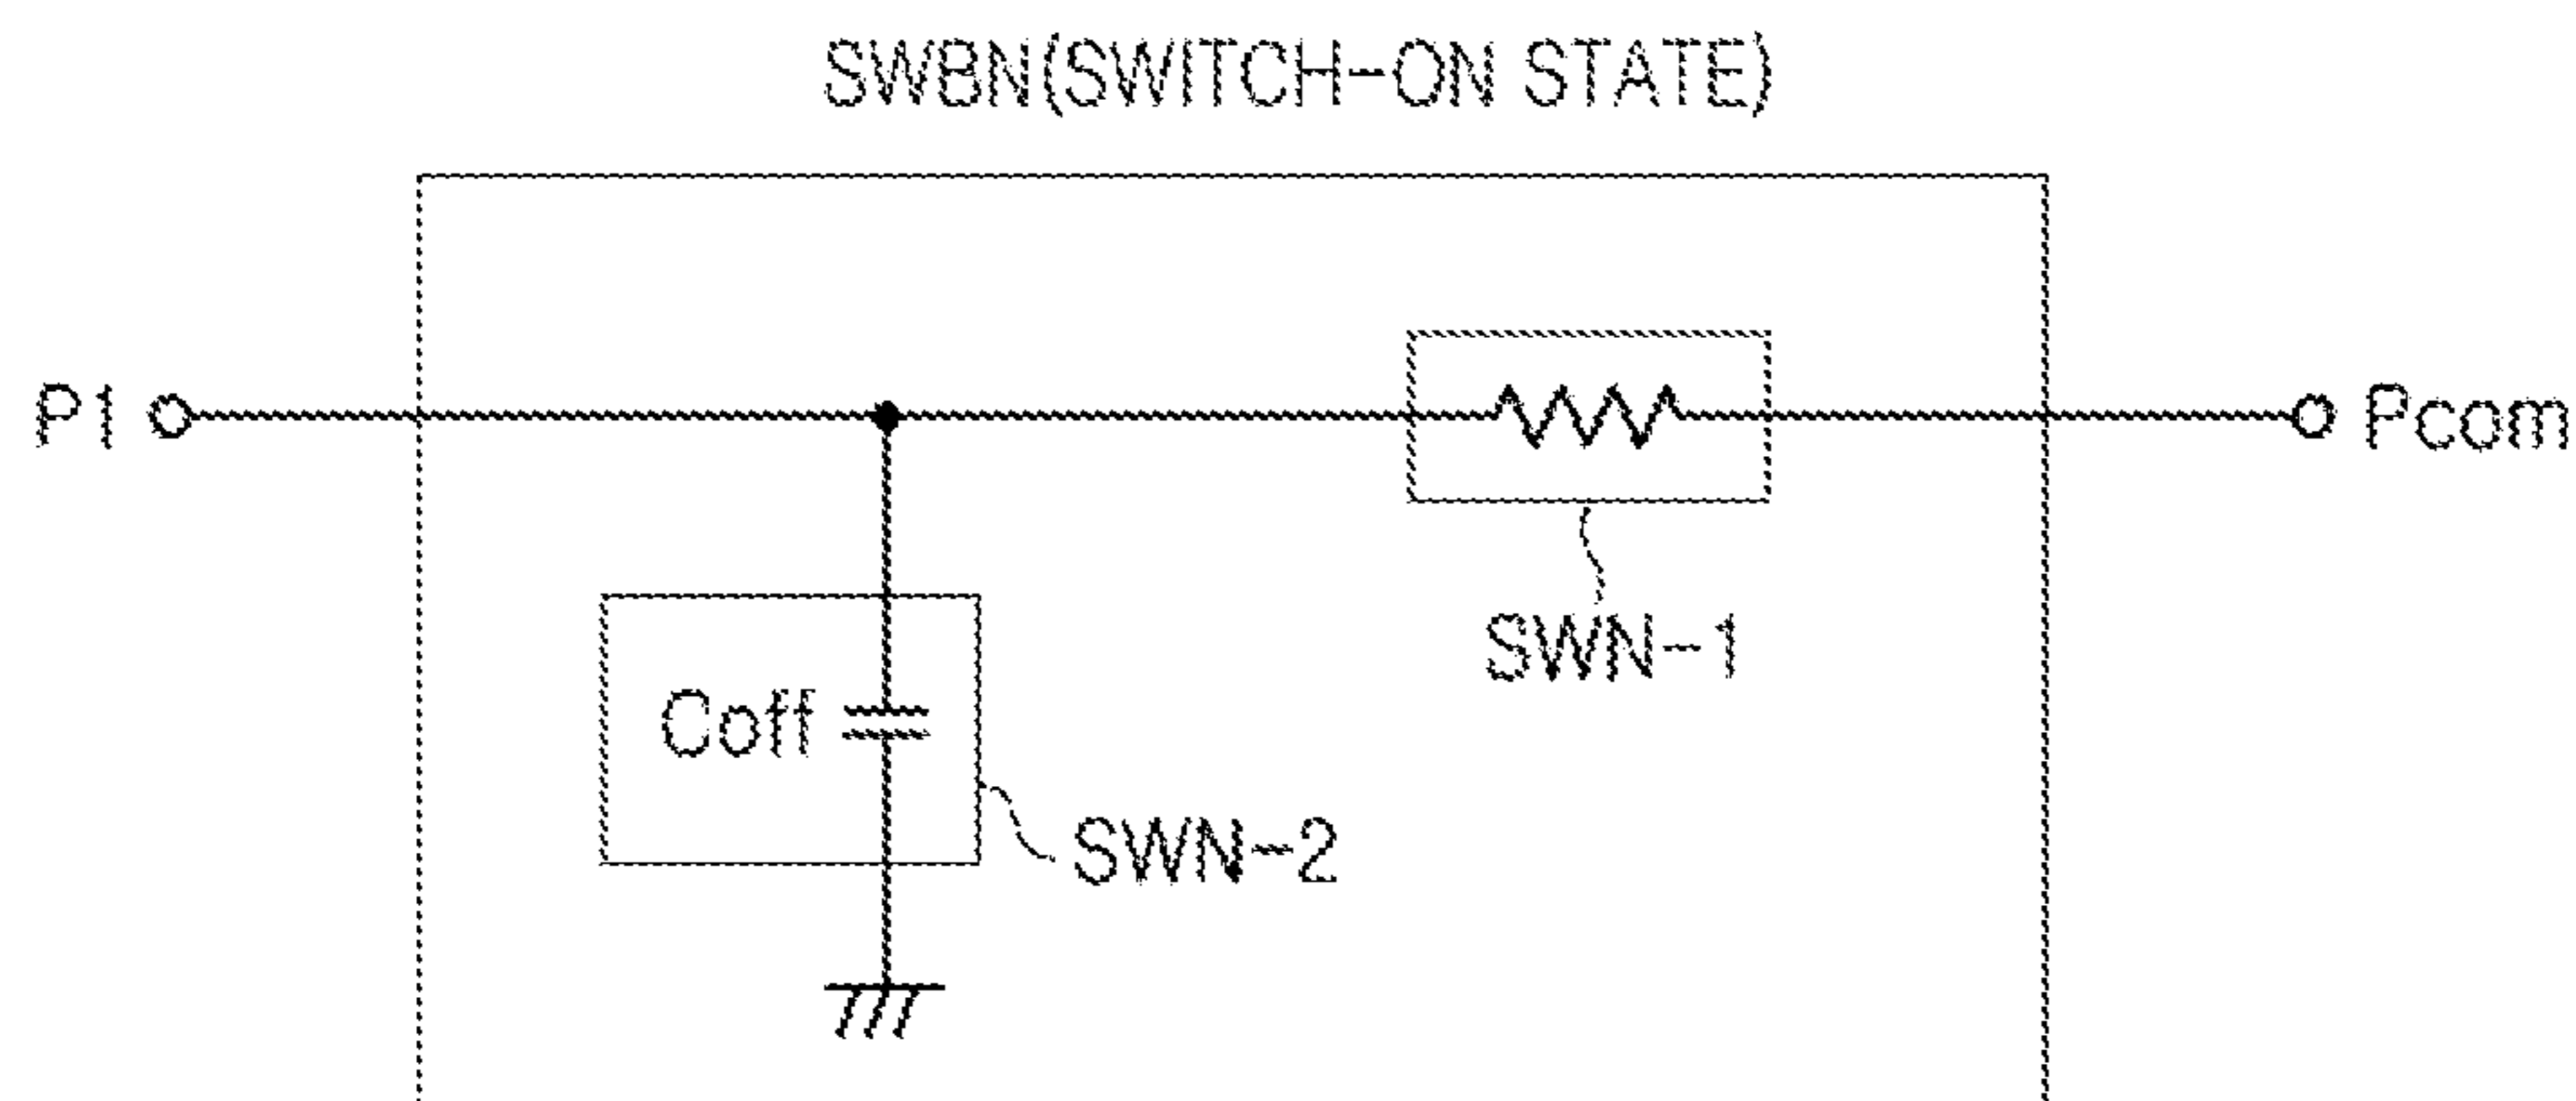 SWBN(SWITCH-ON STATE)
P1
Pcom
SWN-1
Coff
SWN-2